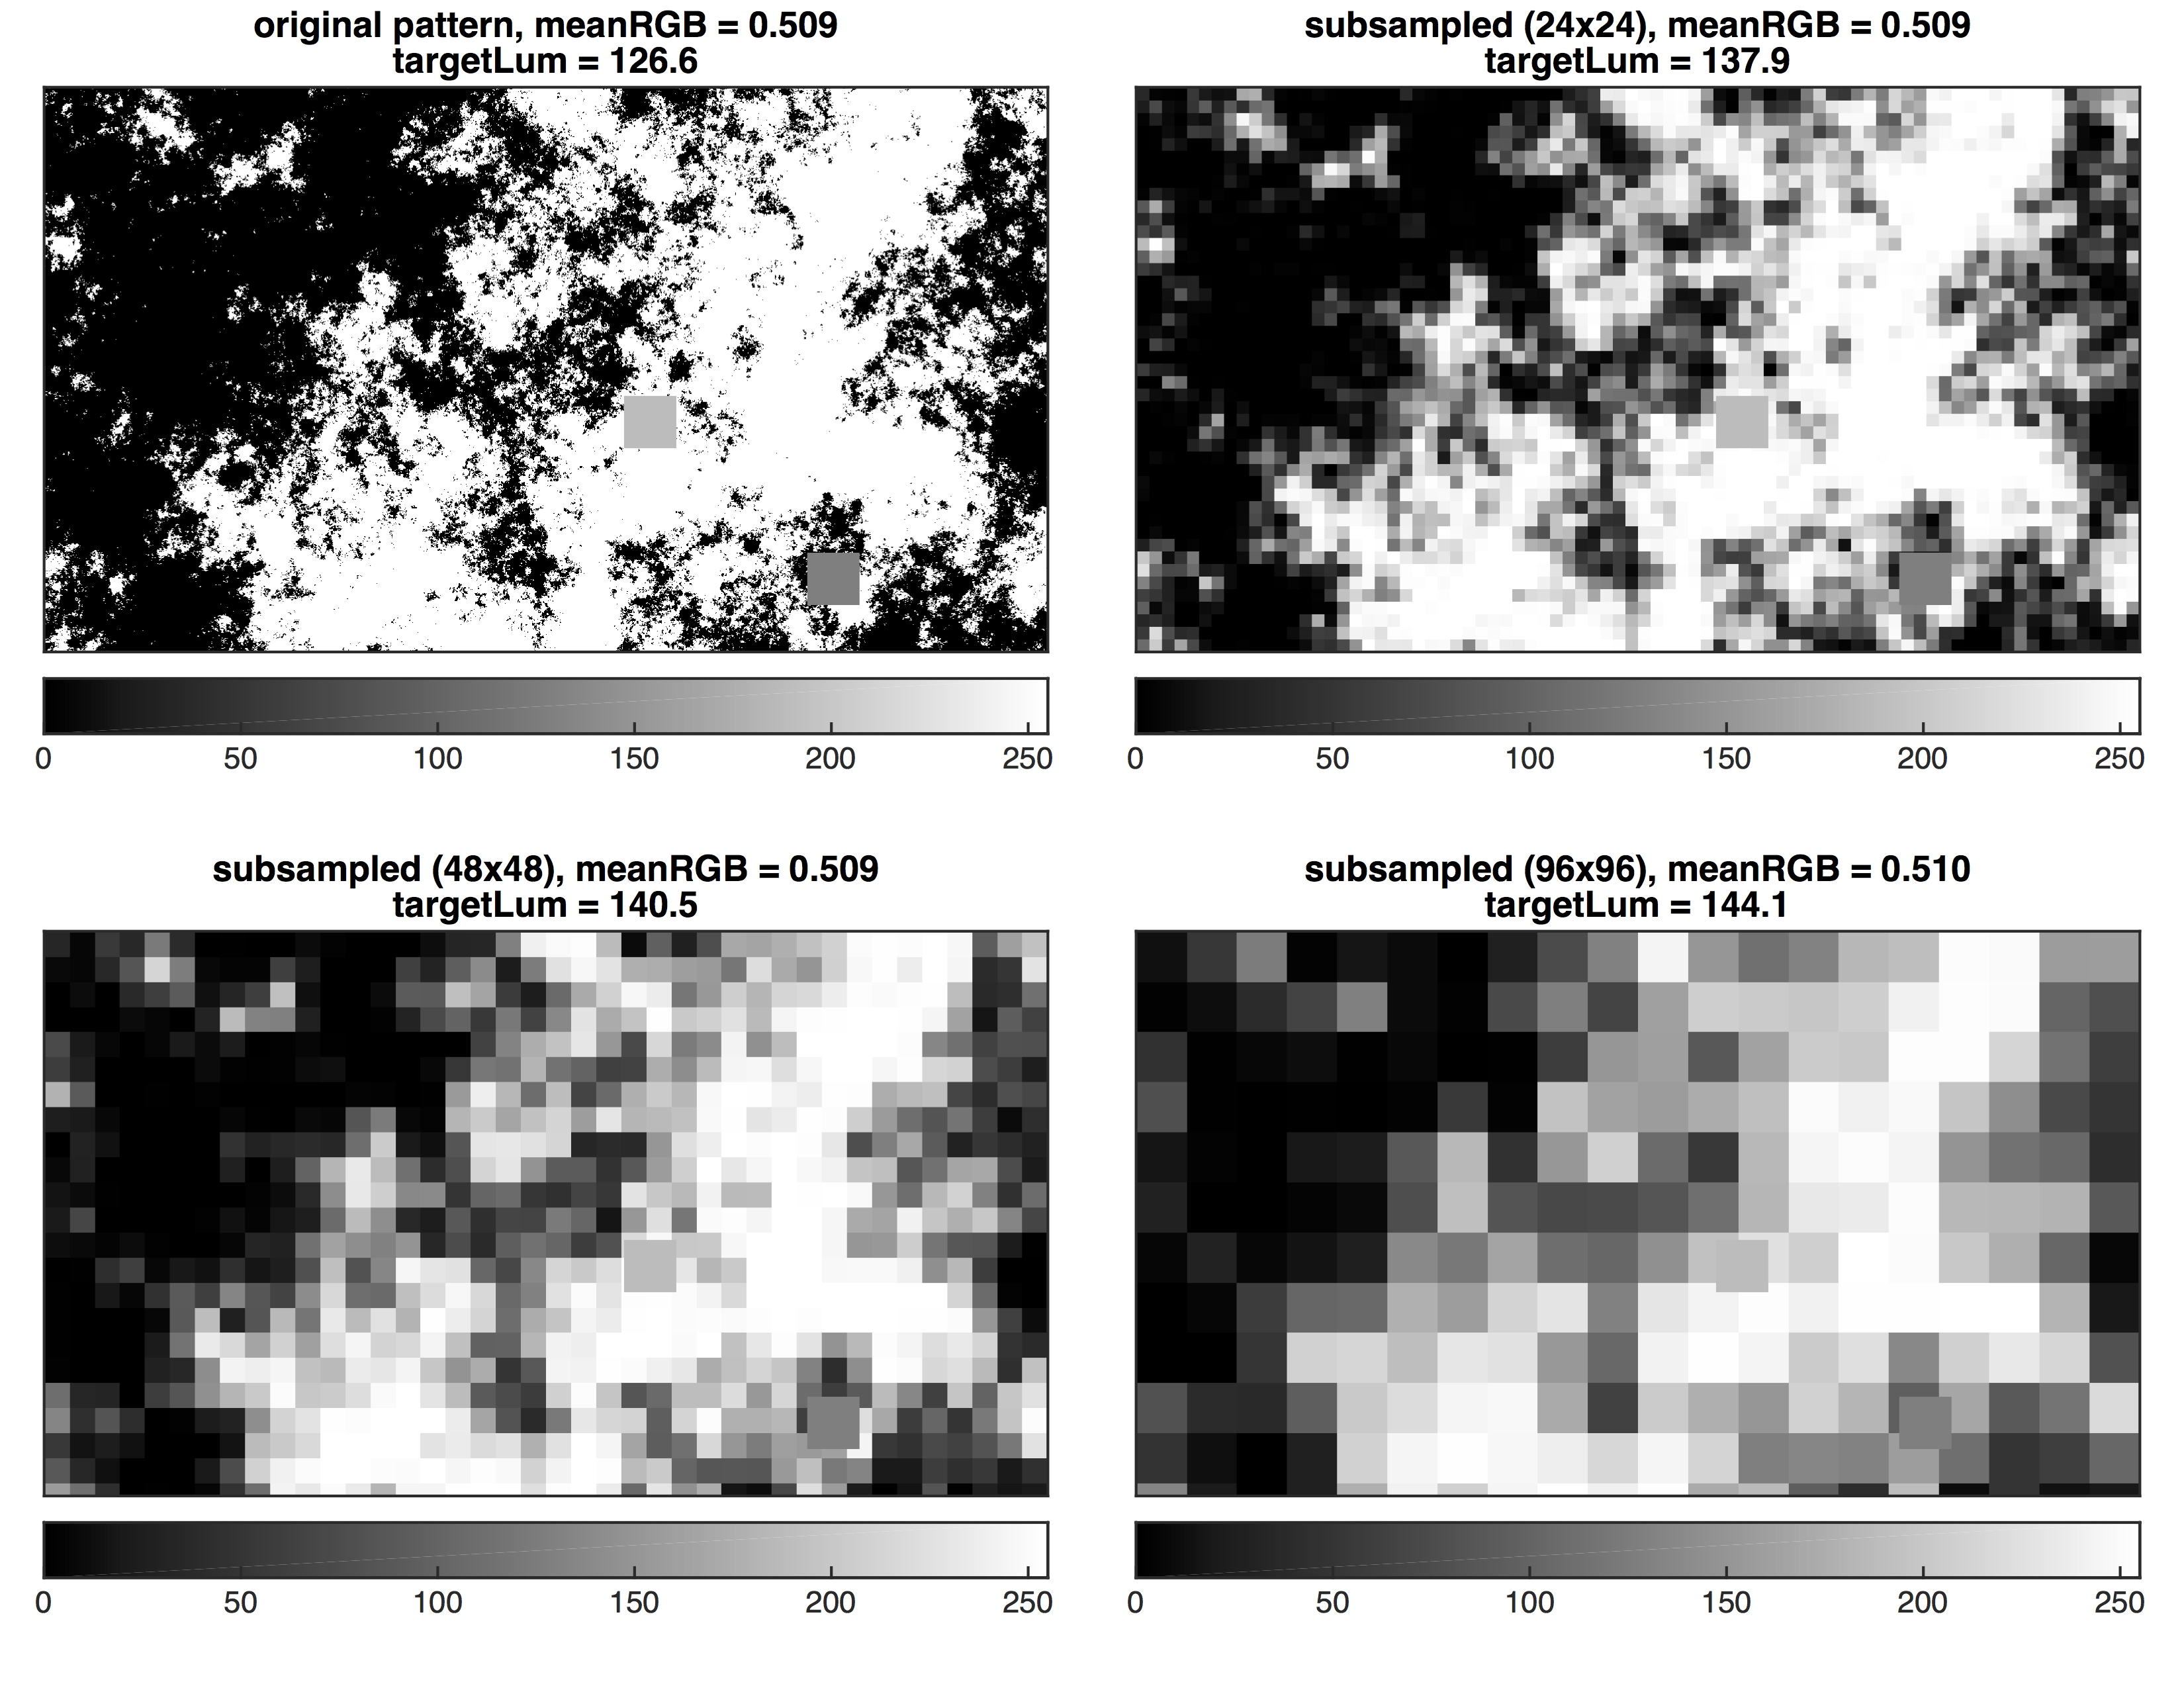 original pattern, meanRGB = 0.509
targetLum = 126.6
subsampled (24x24), meanRGB = 0.509
targetLum = 137.9
0 50 100 150 200 250
0 50 100 150 200 250
subsampled (48x48), meanRGB = 0.509
targetLum = 140.5
subsampled (96x96), meanRGB = 0.510
targetLum = 144.1
0 50 100 150 200 250
0 50 100 150 200 250